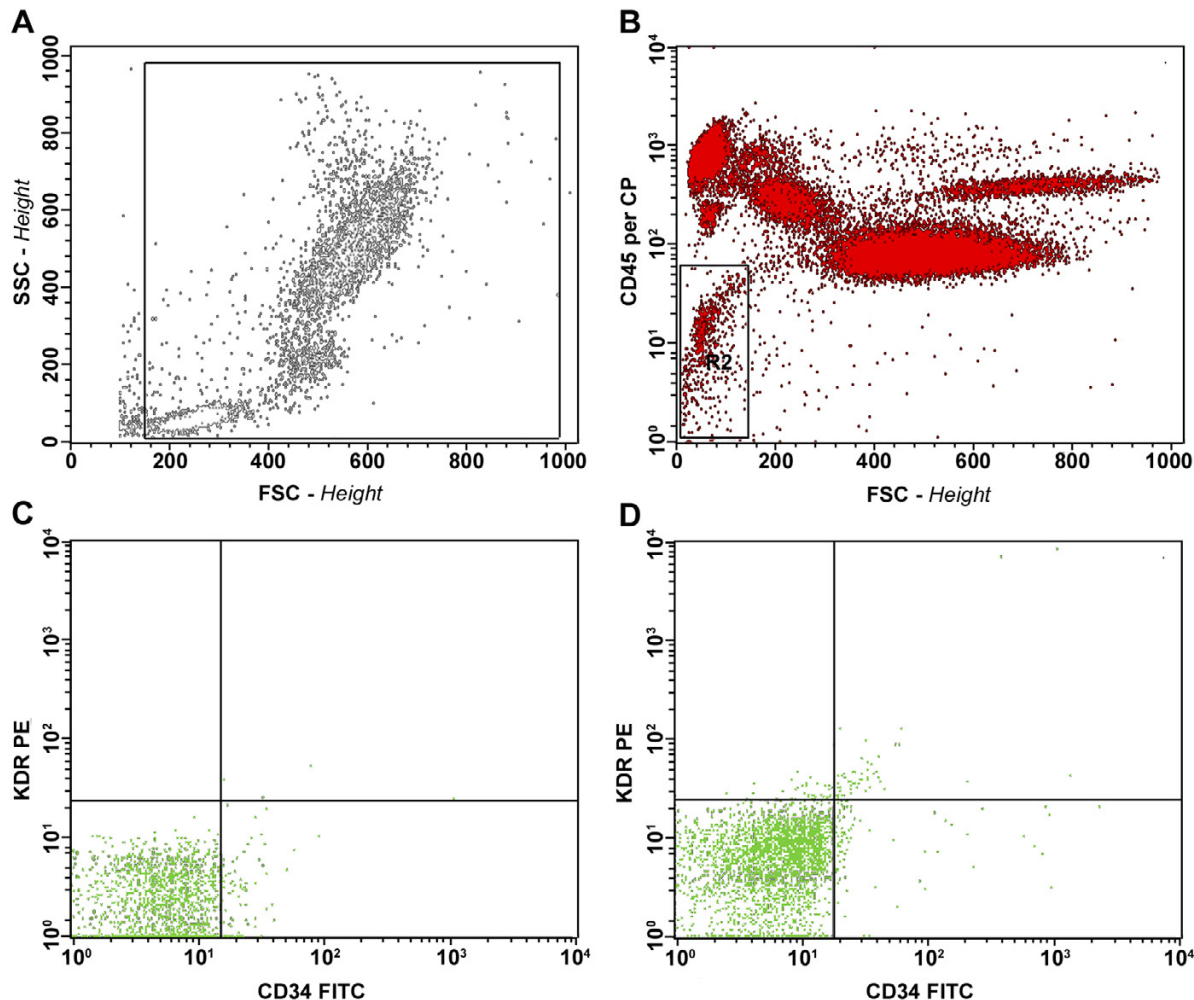 A
1000
800
600
400
200
0
SSC - Height
0 200 400 600 800 1000
FSC - Height
B
10⁴
10³
10²
10¹
10⁰
CD45 per CP
R2
0 200 400 600 800 1000
FSC - Height
C
10⁴
10³
10²
10¹
10⁰
KDR PE
10⁰ 10¹ 10² 10³ 10⁴
CD34 FITC
D
10⁴
10³
10²
10¹
10⁰
KDR PE
10⁰ 10¹ 10² 10³ 10⁴
CD34 FITC